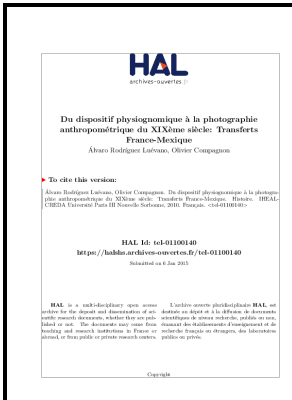 HAL
archives-ouvertes
Du dispositif physiognomique à la photographie
anthropométrique du XIXème siècle: Transferts
France-Mexique
Álvaro Rodríguez Luévano, Olivier Compagnon
To cite this version:
Álvaro Rodríguez Luévano, Olivier Compagnon. Du dispositif physiognomique à la photogra-
phie anthropométrique du XIXème siècle: Transferts France-Mexique. Histoire. IHEAL-
CREDA Université Paris III Nouvelle Sorbonne, 2010. Français. <tel-01100140>
HAL Id: tel-01100140
https://halshs.archives-ouvertes.fr/tel-01100140
Submitted on 6 Jan 2015
HAL is a multi-disciplinary open access
archive for the deposit and dissemination of sci-
entific research documents, whether they are pub-
lished or not. The documents may come from
teaching and research institutions in France or
abroad, or from public or private research centers.
L'archive ouverte pluridisciplinaire HAL, est
destinée au dépôt et à la diffusion de documents
scientifiques de niveau recherche, publiés ou non,
émanant des établissements d'enseignement et de
recherche français ou étrangers, des laboratoires
publics ou privés.
Copyright